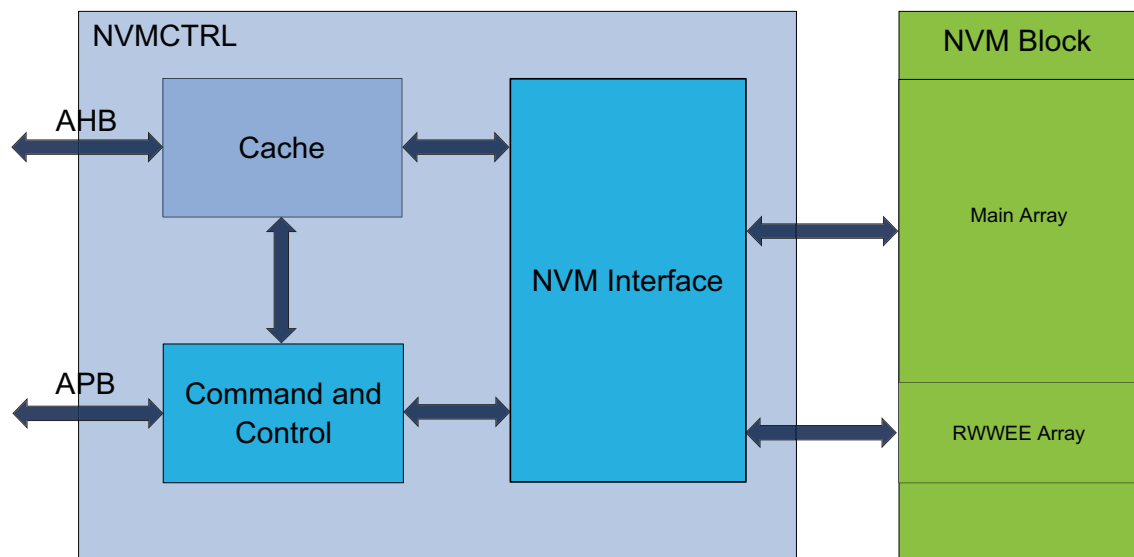 NVMCTRL
NVM Block
AHB
Cache
Main Array
NVM Interface
APB
Command and
Control
RWWEE Array